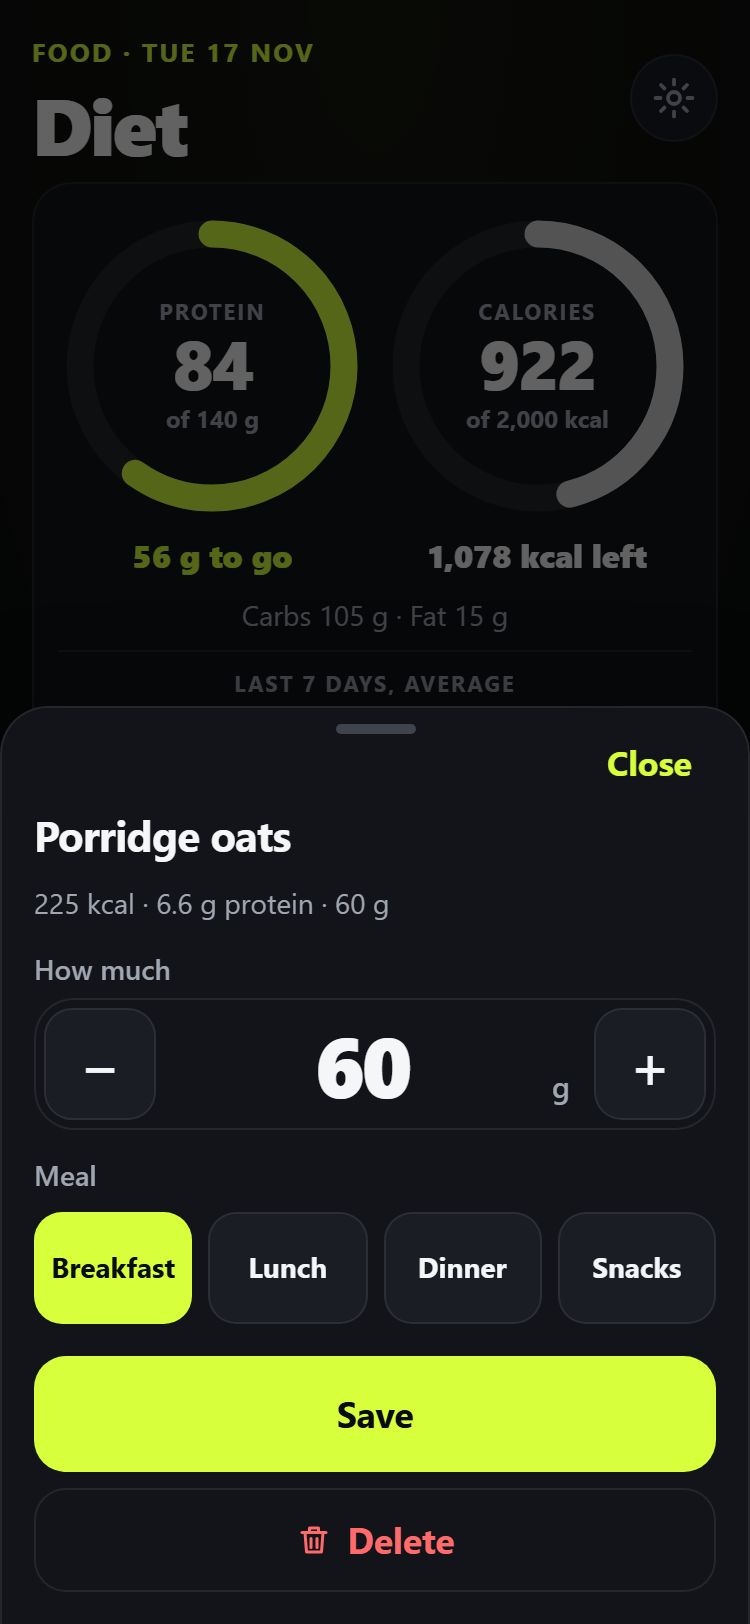 FOOD · TUE 17 NOV
Diet
PROTEIN
84
of 140 g
56 g to go
CALORIES
922
of 2,000 kcal
1,078 kcal left
Carbs 105 g · Fat 15 g
LAST 7 DAYS, AVERAGE
Close
Porridge oats
225 kcal · 6.6 g protein · 60 g
How much
− 60 g +
Meal
Breakfast Lunch Dinner Snacks
Save
Delete